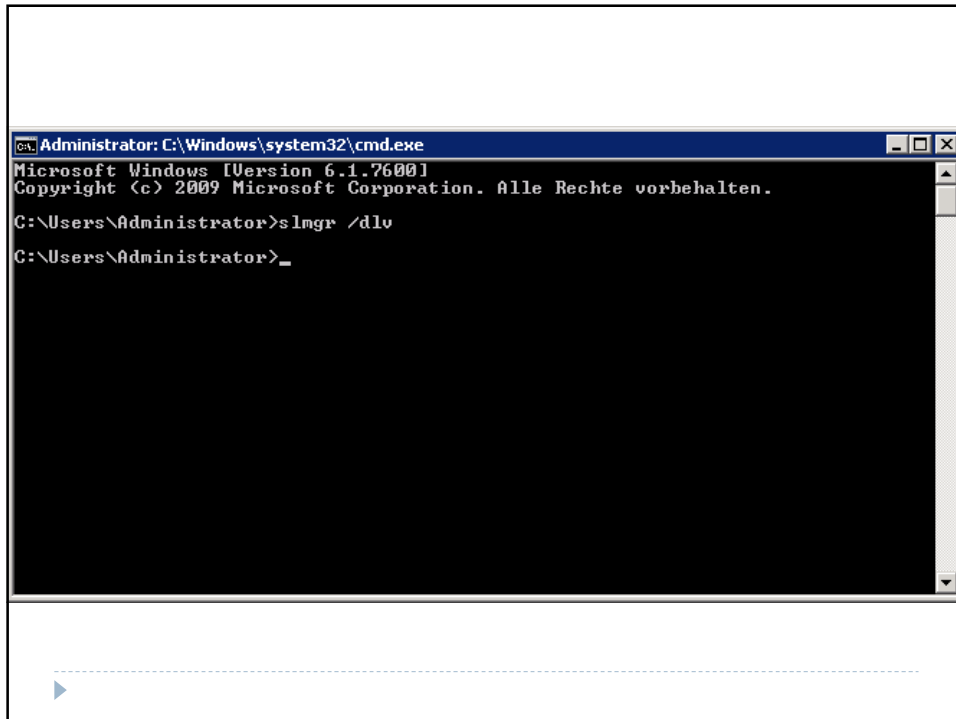 Administrator: C:\Windows\system32\cmd.exe
Microsoft Windows [Version 6.1.7600]
Copyright (c) 2009 Microsoft Corporation. Alle Rechte vorbehalten.
C:\Users\Administrator>slmgr /dlv
C:\Users\Administrator>_